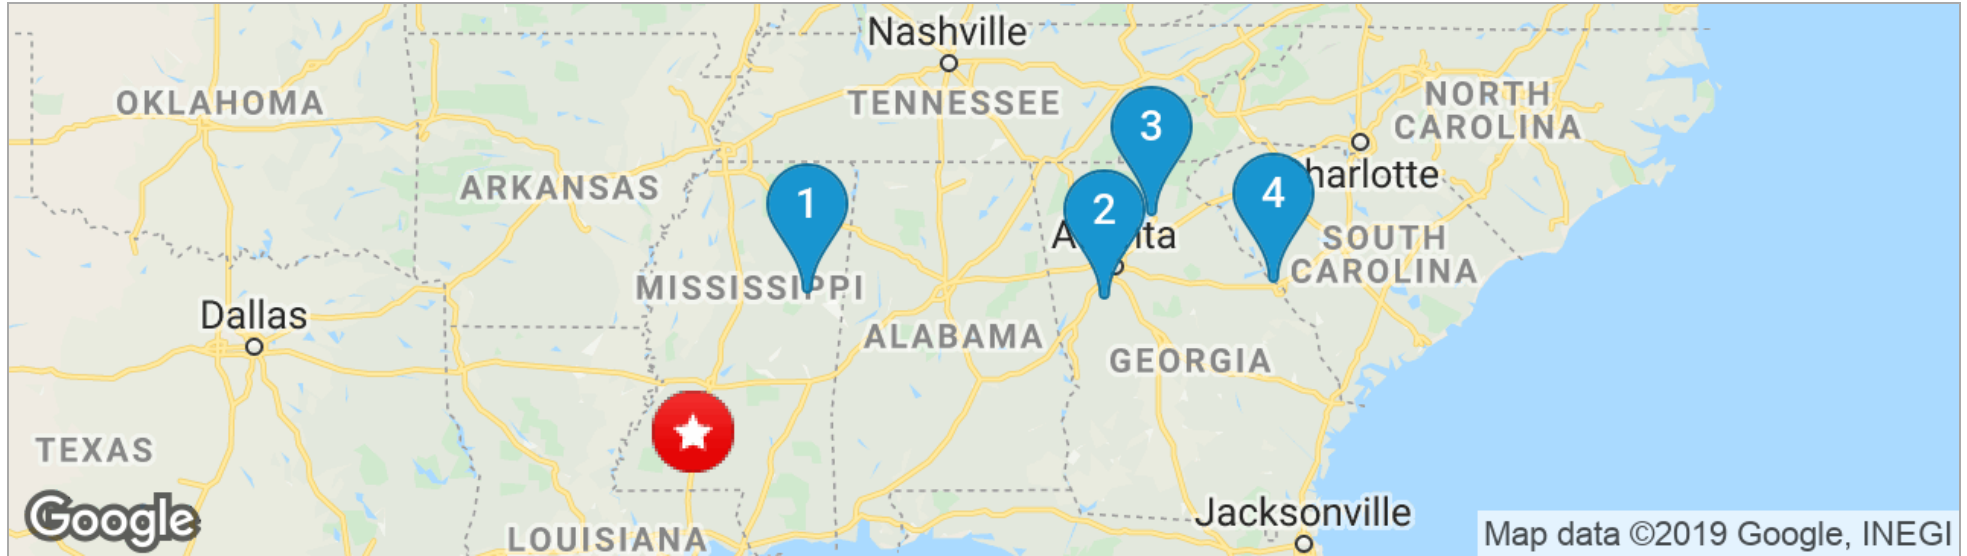 Nashville
OKLAHOMA
TENNESSEE
NORTH
CAROLINA
3
ARKANSAS
harlotte
1
2
4
A
ta
SOUTH
CAROLINA
MISSISSIPPI
Dallas
ALABAMA
GEORGIA
TEXAS
Google
Jacksonville
LOUISIANA
Map data ©2019 Google, INEGI